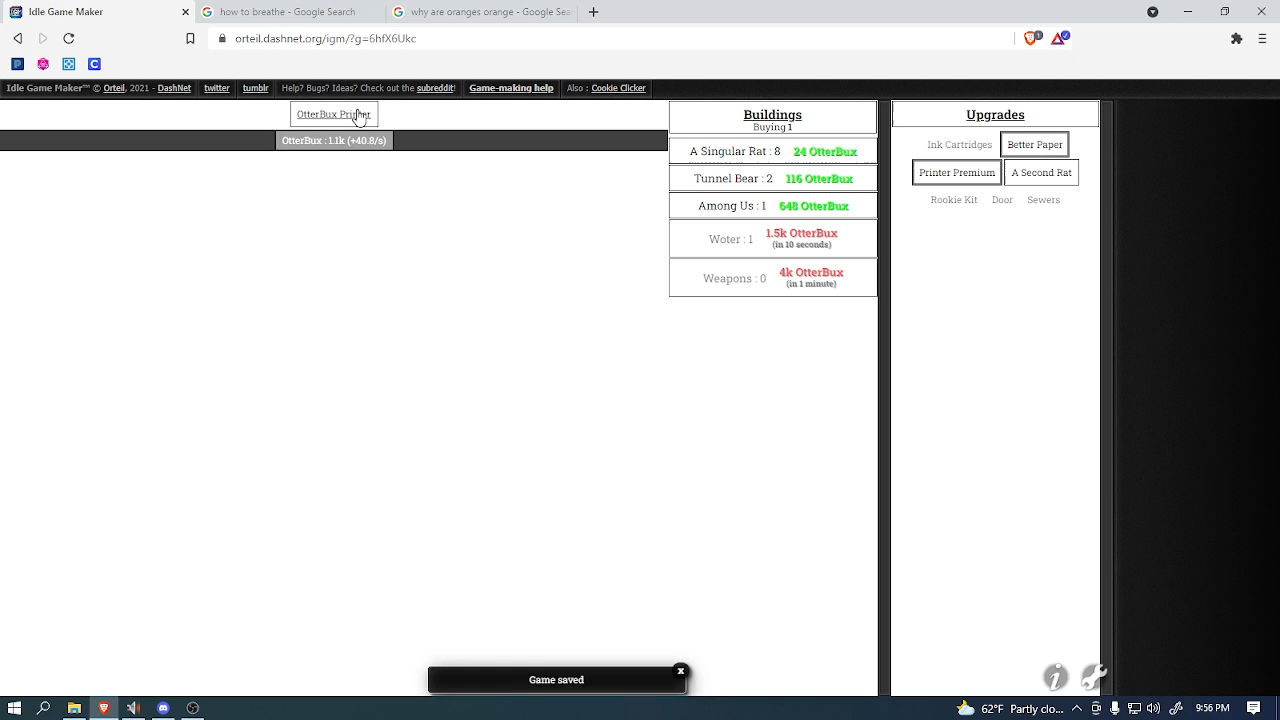 Idle Game Maker
how to breathe - Google Search
why are oranges orange - Google Sea
orteil.dashnet.org/igm/?g=6hfX6Ukc
Idle Game Maker™ © Orteil, 2021 - DashNet
twitter
tumblr
Help? Bugs? Ideas? Check out the subreddit!
Game-making help
Also : Cookie Clicker
OtterBux Printer
OtterBux : 1.1k (+40.8/s)
Buildings
Buying 1
A Singular Rat : 8 24 OtterBux
Tunnel Bear : 2 116 OtterBux
Among Us : 1 648 OtterBux
Woter : 1 1.5k OtterBux
(in 10 seconds)
Weapons : 0 4k OtterBux
(in 1 minute)
Upgrades
Ink Cartridges Better Paper
Printer Premium A Second Rat
Rookie Kit Door Sewers
Game saved
x
62°F Partly clo...
9:56 PM